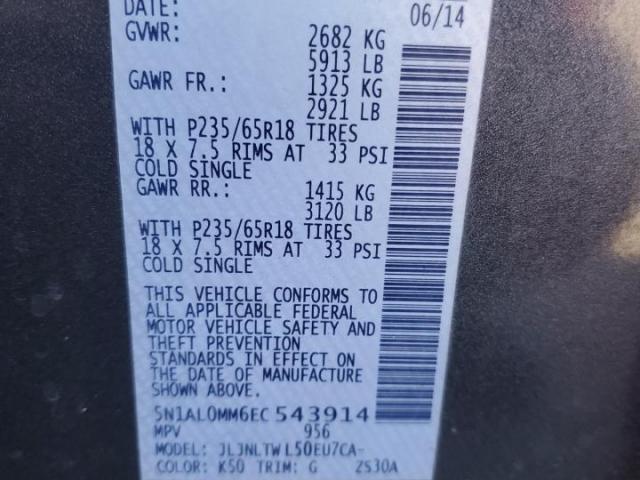 DATE: 06/14
GVWR: 2682 KG
5913 LB
GAWR FR.: 1325 KG
2921 LB
WITH P235/65R18 TIRES
18 X 7.5 RIMS AT 33 PSI
COLD SINGLE
GAWR RR.: 1415 KG
3120 LB
WITH P235/65R18 TIRES
18 X 7.5 RIMS AT 33 PSI
COLD SINGLE
THIS VEHICLE CONFORMS TO
ALL APPLICABLE FEDERAL
MOTOR VEHICLE SAFETY AND
THEFT PREVENTION
STANDARDS IN EFFECT ON
THE DATE OF MANUFACTURE
SHOWN ABOVE.
5N1AL0MM6EC543914
MPV 956
MODEL: JLJNLTWL50EU7CA-
COLOR: K50 TRIM: G ZS30A